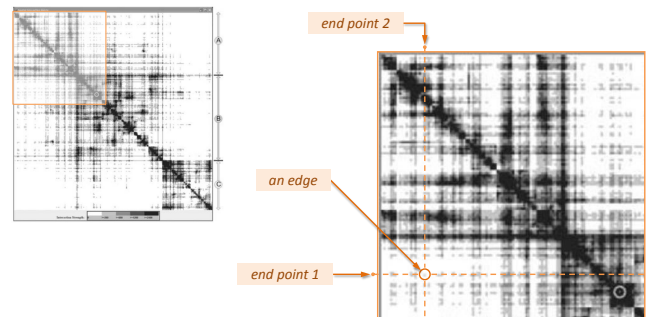 end point 2
A
B
an edge
C
Interaction Strength
end point 1